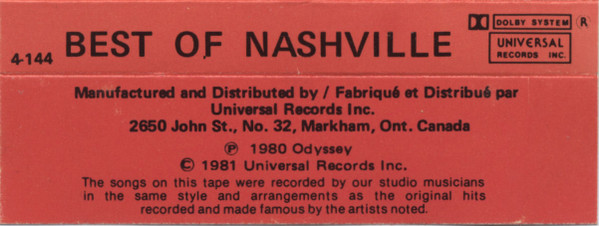 4-144 BEST OF NASHVILLE
DOLBY SYSTEM ®
UNIVERSAL
RECORDS INC.
Manufactured and Distributed by / Fabriqué et Distribué par
Universal Records Inc.
2650 John St., No. 32, Markham, Ont. Canada
℗ 1980 Odyssey
© 1981 Universal Records Inc.
The songs on this tape were recorded by our studio musicians
in the same style and arrangements as the original hits
recorded and made famous by the artists noted.